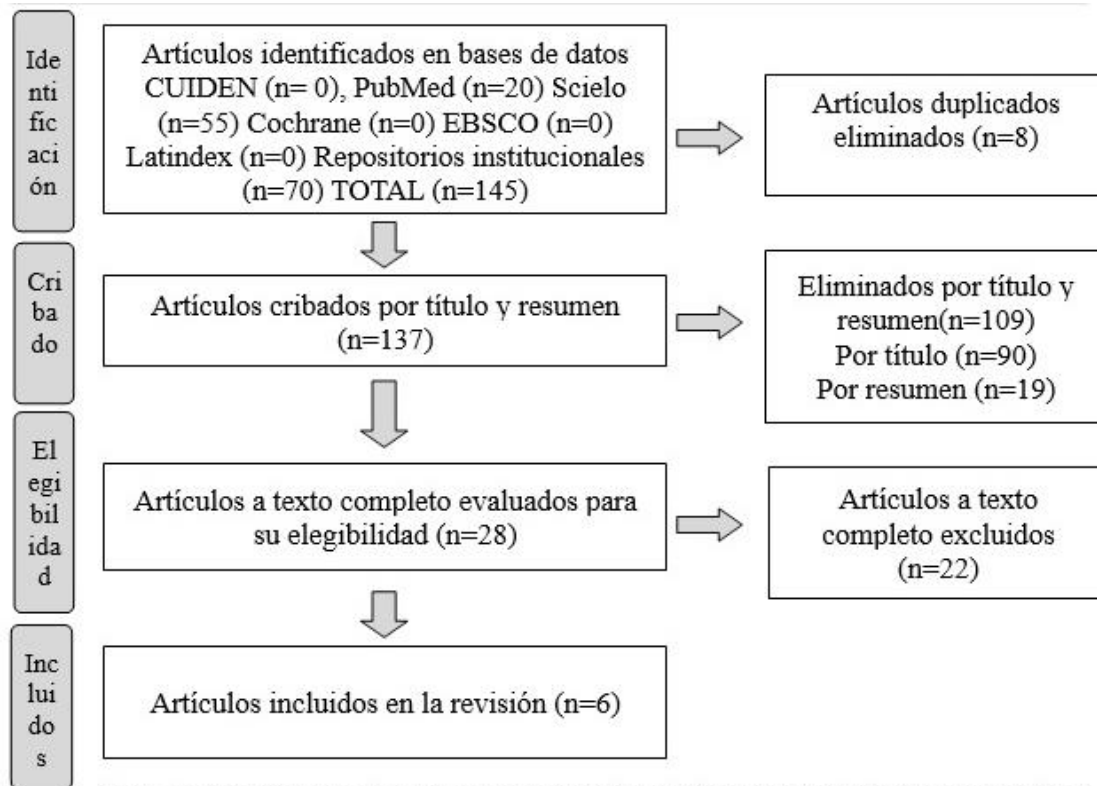 Ide
nti
fic
aci
ón
Artículos identificados en bases de datos
CUIDEN (n= 0), PubMed (n=20) Scielo
(n=55) Cochrane (n=0) EBSCO (n=0)
Latindex (n=0) Repositorios institucionales
(n=70) TOTAL (n=145)
Artículos duplicados
eliminados (n=8)
Cri
ba
do
Artículos cribados por título y resumen
(n=137)
Eliminados por título y
resumen(n=109)
Por título (n=90)
Por resumen (n=19)
El
egi
bil
ida
d
Artículos a texto completo evaluados para
su elegibilidad (n=28)
Artículos a texto
completo excluidos
(n=22)
Inc
lui
do
s
Artículos incluidos en la revisión (n=6)